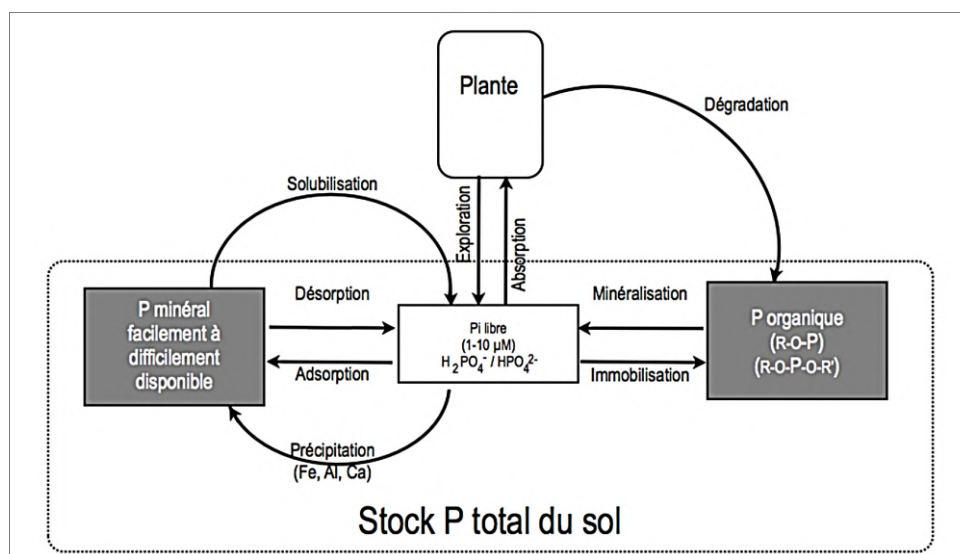 Plante
Dégradation
Solubilisation
Exploration
Absorption
P minéral
facilement à
difficilement
disponible
Désorption
Adsorption
Pi libre
(1-10 µM)
H₂PO₄⁻ / HPO₄²⁻
Minéralisation
Immobilisation
P organique
(R-O-P)
(R-O-P-O-R')
Précipitation
(Fe, Al, Ca)
Stock P total du sol